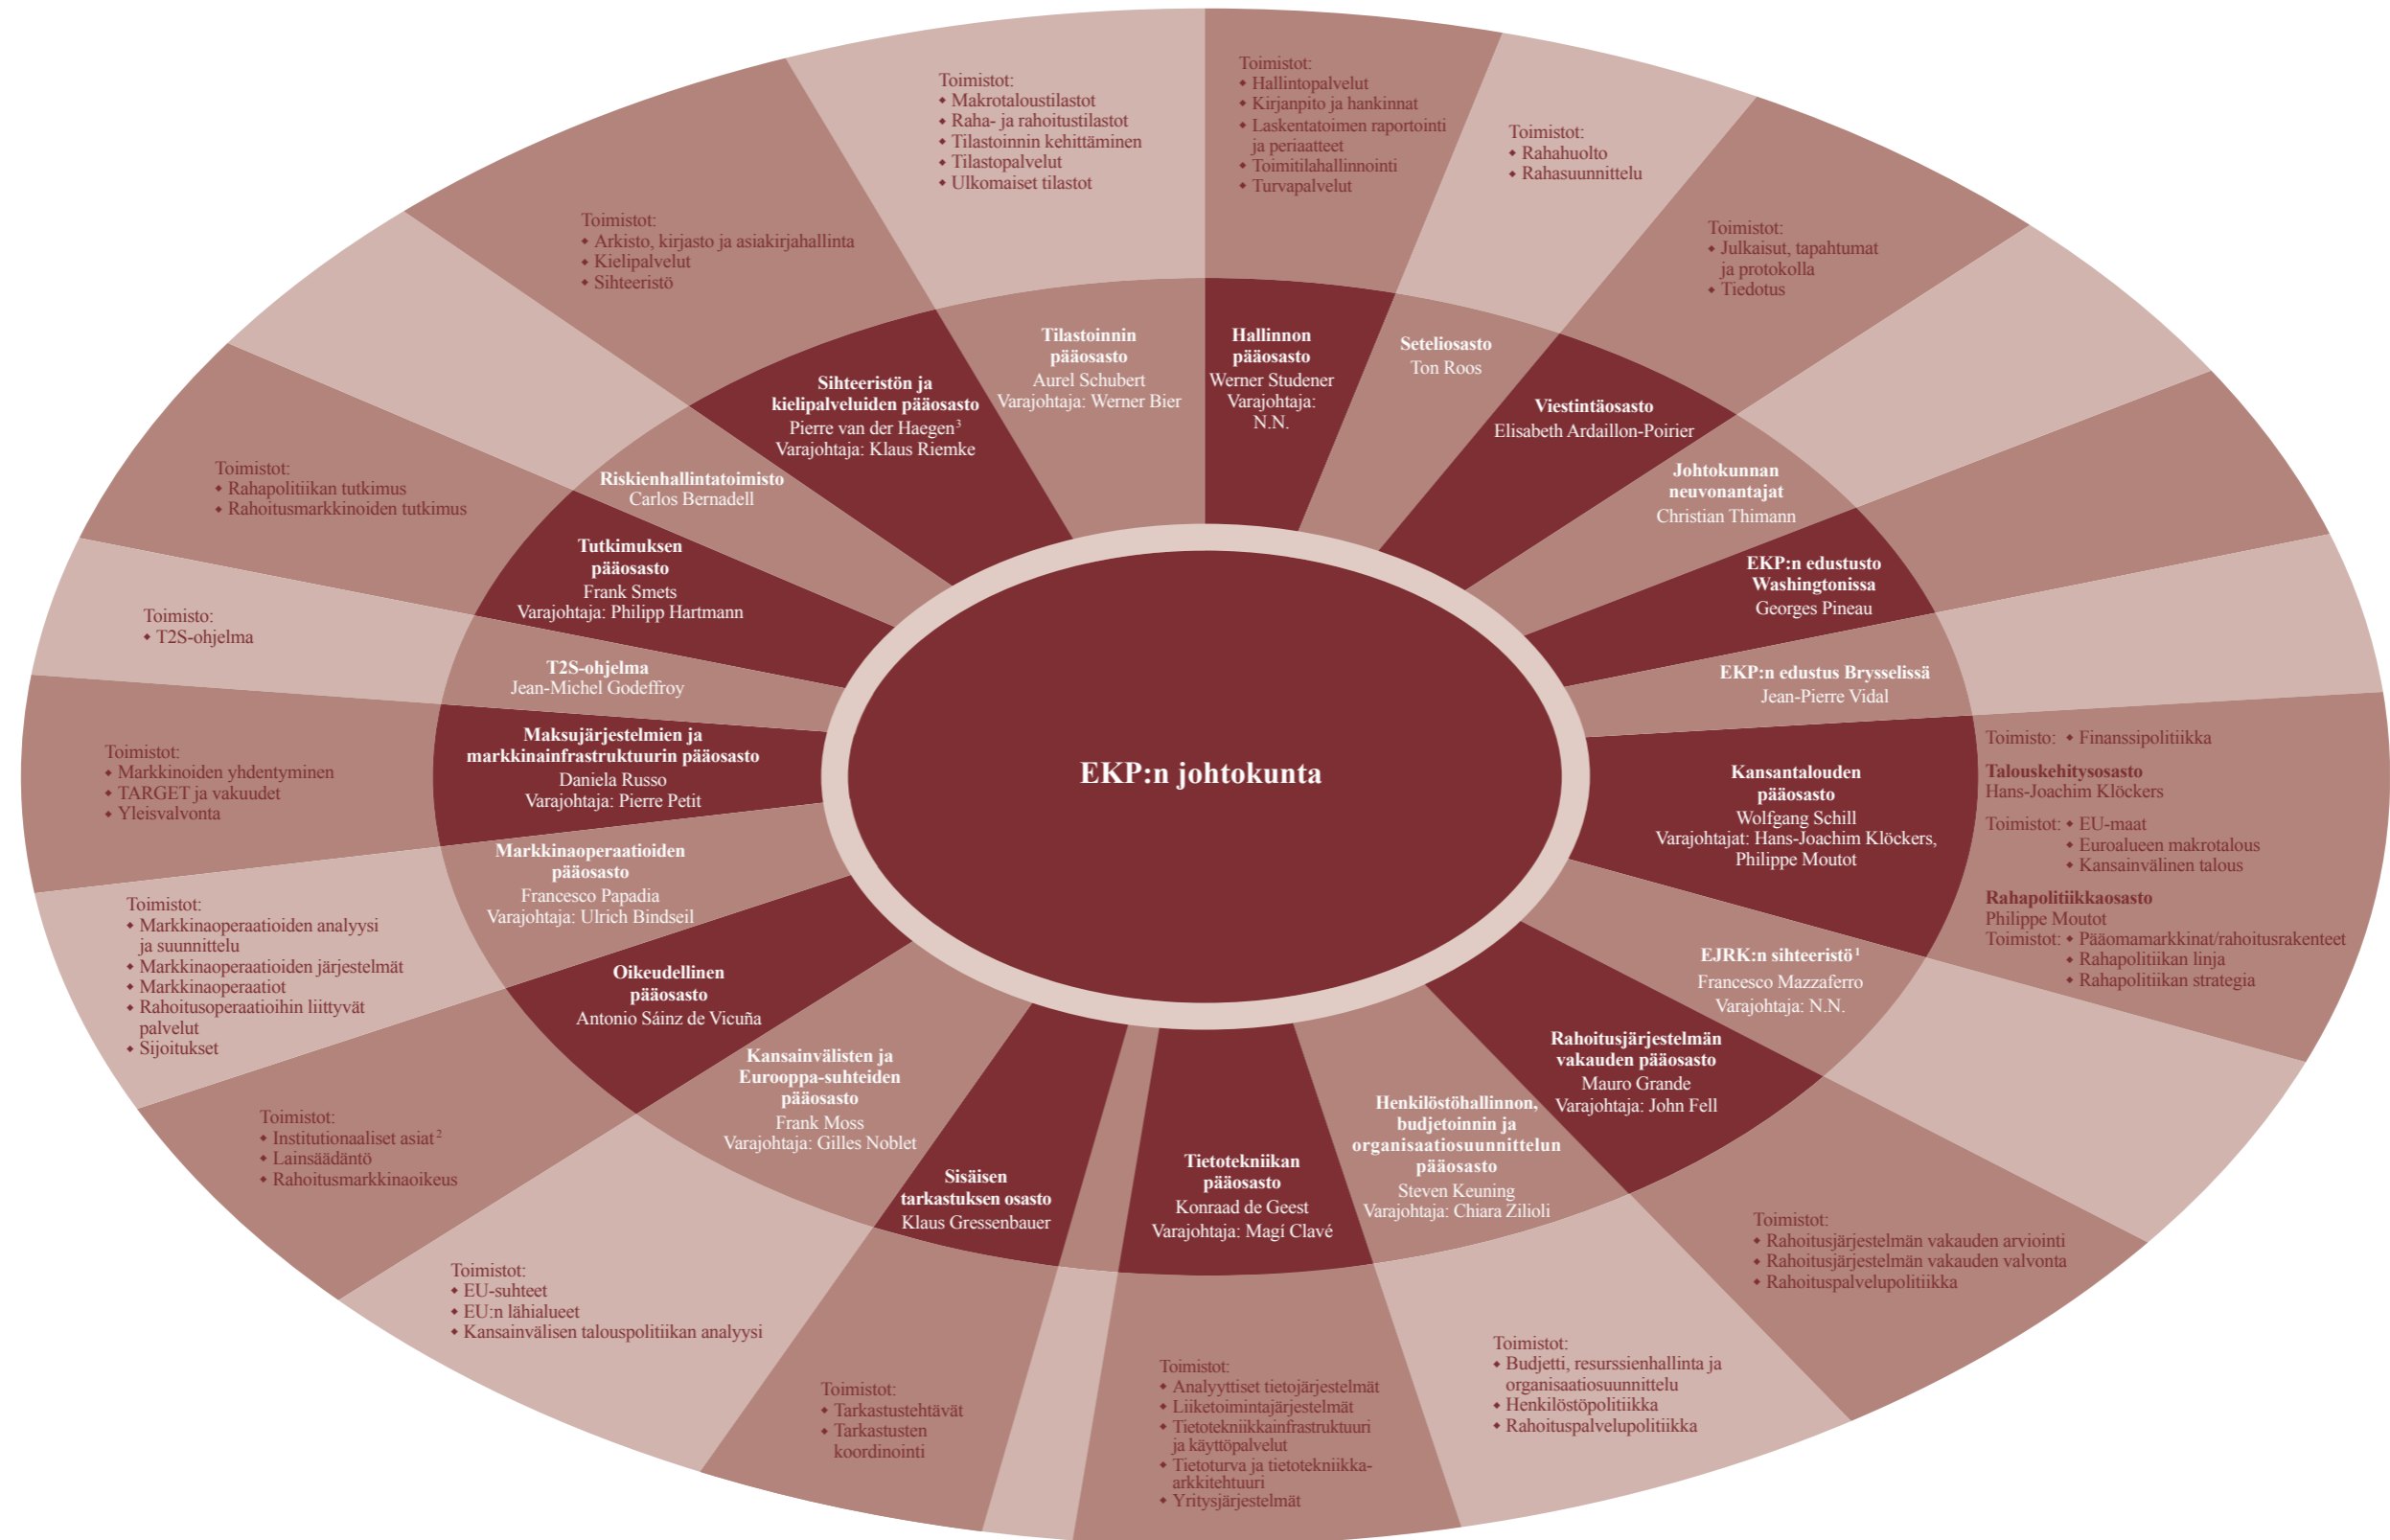 EKP:n johtokunta
Toimistot:
◆ Hallintopalvelut
◆ Kirjanpito ja hankinnat
◆ Laskentatoimen raportointi
ja periaatteet
◆ Toimitilahallinnointi
◆ Turvapalvelut
Hallinnon
pääosasto
Werner Studener
Varajohtaja:
N.N.
Toimistot:
◆ Rahahuolto
◆ Rahasuunnittelu
Seteliosasto
Ton Roos
Toimistot:
◆ Julkaisut, tapahtumat
ja protokolla
◆ Tiedotus
Viestintäosasto
Elisabeth Ardaillon-Poirier
Johtokunnan
neuvonantajat
Christian Thimann
EKP:n edustusto
Washingtonissa
Georges Pineau
EKP:n edustus Brysselissä
Jean-Pierre Vidal
Kansantalouden
pääosasto
Wolfgang Schill
Varajohtajat: Hans-Joachim Klöckers,
Philippe Moutot
Toimisto: ◆ Finanssipolitiikka
Talouskehitysosasto
Hans-Joachim Klöckers
Toimistot: ◆ EU-maat
◆ Euroalueen makrotalous
◆ Kansainvälinen talous
Rahapolitiikkaosasto
Philippe Moutot
Toimistot: ◆ Pääomamarkkinat/rahoitusrakenteet
◆ Rahapolitiikan linja
◆ Rahapolitiikan strategia
EJRK:n sihteeristö¹
Francesco Mazzaferro
Varajohtaja: N.N.
Rahoitusjärjestelmän
vakauden pääosasto
Mauro Grande
Varajohtaja: John Fell
Toimistot:
◆ Rahoitusjärjestelmän vakauden arviointi
◆ Rahoitusjärjestelmän vakauden valvonta
◆ Rahoituspalvelupolitiikka
Henkilöstöhallinnon,
budjetoinnin ja
organisaatiosuunnittelun
pääosasto
Steven Keuning
Varajohtaja: Chiara Zilioli
Toimistot:
◆ Budjetti, resurssienhallinta ja
organisaatiosuunnittelu
◆ Henkilöstöpolitiikka
◆ Rahoituspalvelupolitiikka
Tietotekniikan
pääosasto
Konraad de Geest
Varajohtaja: Magí Clavé
Toimistot:
◆ Analyyttiset tietojärjestelmät
◆ Liiketoimintajärjestelmät
◆ Tietotekniikkainfrastruktuuri
ja käyttöpalvelut
◆ Tietoturva ja tietotekniikka-
arkkitehtuuri
◆ Yritysjärjestelmät
Sisäisen
tarkastuksen osasto
Klaus Gressenbauer
Toimistot:
◆ Tarkastustehtävät
◆ Tarkastusten
koordinointi
Kansainvälisten ja
Eurooppa-suhteiden
pääosasto
Frank Moss
Varajohtaja: Gilles Noblet
Toimistot:
◆ EU-suhteet
◆ EU:n lähialueet
◆ Kansainvälisen talouspolitiikan analyysi
Oikeudellinen
pääosasto
Antonio Sáinz de Vicuña
Toimistot:
◆ Institutionaaliset asiat²
◆ Lainsäädäntö
◆ Rahoitusmarkkinaoikeus
Markkinaoperaatioiden
pääosasto
Francesco Papadia
Varajohtaja: Ulrich Bindseil
Toimistot:
◆ Markkinaoperaatioiden analyysi
ja suunnittelu
◆ Markkinaoperaatioiden järjestelmät
◆ Markkinaoperaatiot
◆ Rahoitusoperaatioihin liittyvät
palvelut
◆ Sijoitukset
Maksujärjestelmien ja
markkinainfrastruktuurin pääosasto
Daniela Russo
Varajohtaja: Pierre Petit
Toimistot:
◆ Markkinoiden yhdentyminen
◆ TARGET ja vakuudet
◆ Yleisvalvonta
T2S-ohjelma
Jean-Michel Godeffroy
Toimisto:
◆ T2S-ohjelma
Tutkimuksen
pääosasto
Frank Smets
Varajohtaja: Philipp Hartmann
Toimistot:
◆ Rahapolitiikan tutkimus
◆ Rahoitusmarkkinoiden tutkimus
Riskienhallintatoimisto
Carlos Bernadell
Sihteeristön ja
kielipalveluiden pääosasto
Pierre van der Haegen³
Varajohtaja: Klaus Riemke
Toimistot:
◆ Arkisto, kirjasto ja asiakirjahallinta
◆ Kielipalvelut
◆ Sihteeristö
Tilastoinnin
pääosasto
Aurel Schubert
Varajohtaja: Werner Bier
Toimistot:
◆ Makrotaloustilastot
◆ Raha- ja rahoitustilastot
◆ Tilastoinnin kehittäminen
◆ Tilastopalvelut
◆ Ulkomaiset tilastot